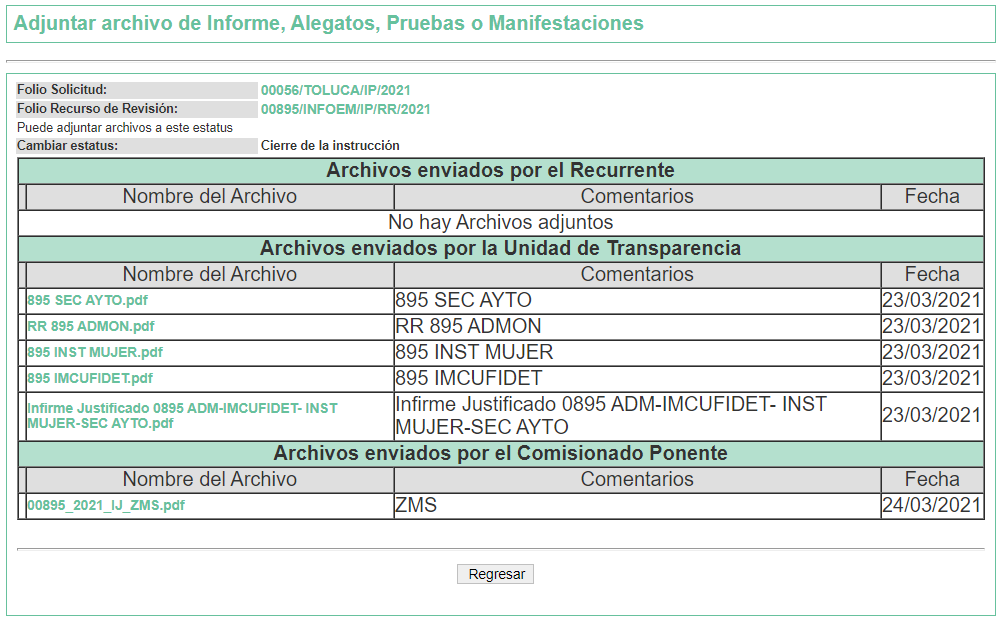 Adjuntar archivo de Informe, Alegatos, Pruebas o Manifestaciones
Folio Solicitud: 00056/TOLUCA/IP/2021
Folio Recurso de Revisión: 00895/INFOEM/IP/RR/2021
Puede adjuntar archivos a este estatus
Cambiar estatus: Cierre de la instrucción
Archivos enviados por el Recurrente
Nombre del Archivo Comentarios Fecha
No hay Archivos adjuntos
Archivos enviados por la Unidad de Transparencia
Nombre del Archivo Comentarios Fecha
895 SEC AYTO.pdf 895 SEC AYTO 23/03/2021
RR 895 ADMON.pdf RR 895 ADMON 23/03/2021
895 INST MUJER.pdf 895 INST MUJER 23/03/2021
895 IMCUFIDET.pdf 895 IMCUFIDET 23/03/2021
Infirme Justificado 0895 ADM-IMCUFIDET- INST
MUJER-SEC AYTO.pdf
Infirme Justificado 0895 ADM-IMCUFIDET- INST
MUJER-SEC AYTO
23/03/2021
Archivos enviados por el Comisionado Ponente
Nombre del Archivo Comentarios Fecha
00895_2021_IJ_ZMS.pdf ZMS 24/03/2021
Regresar